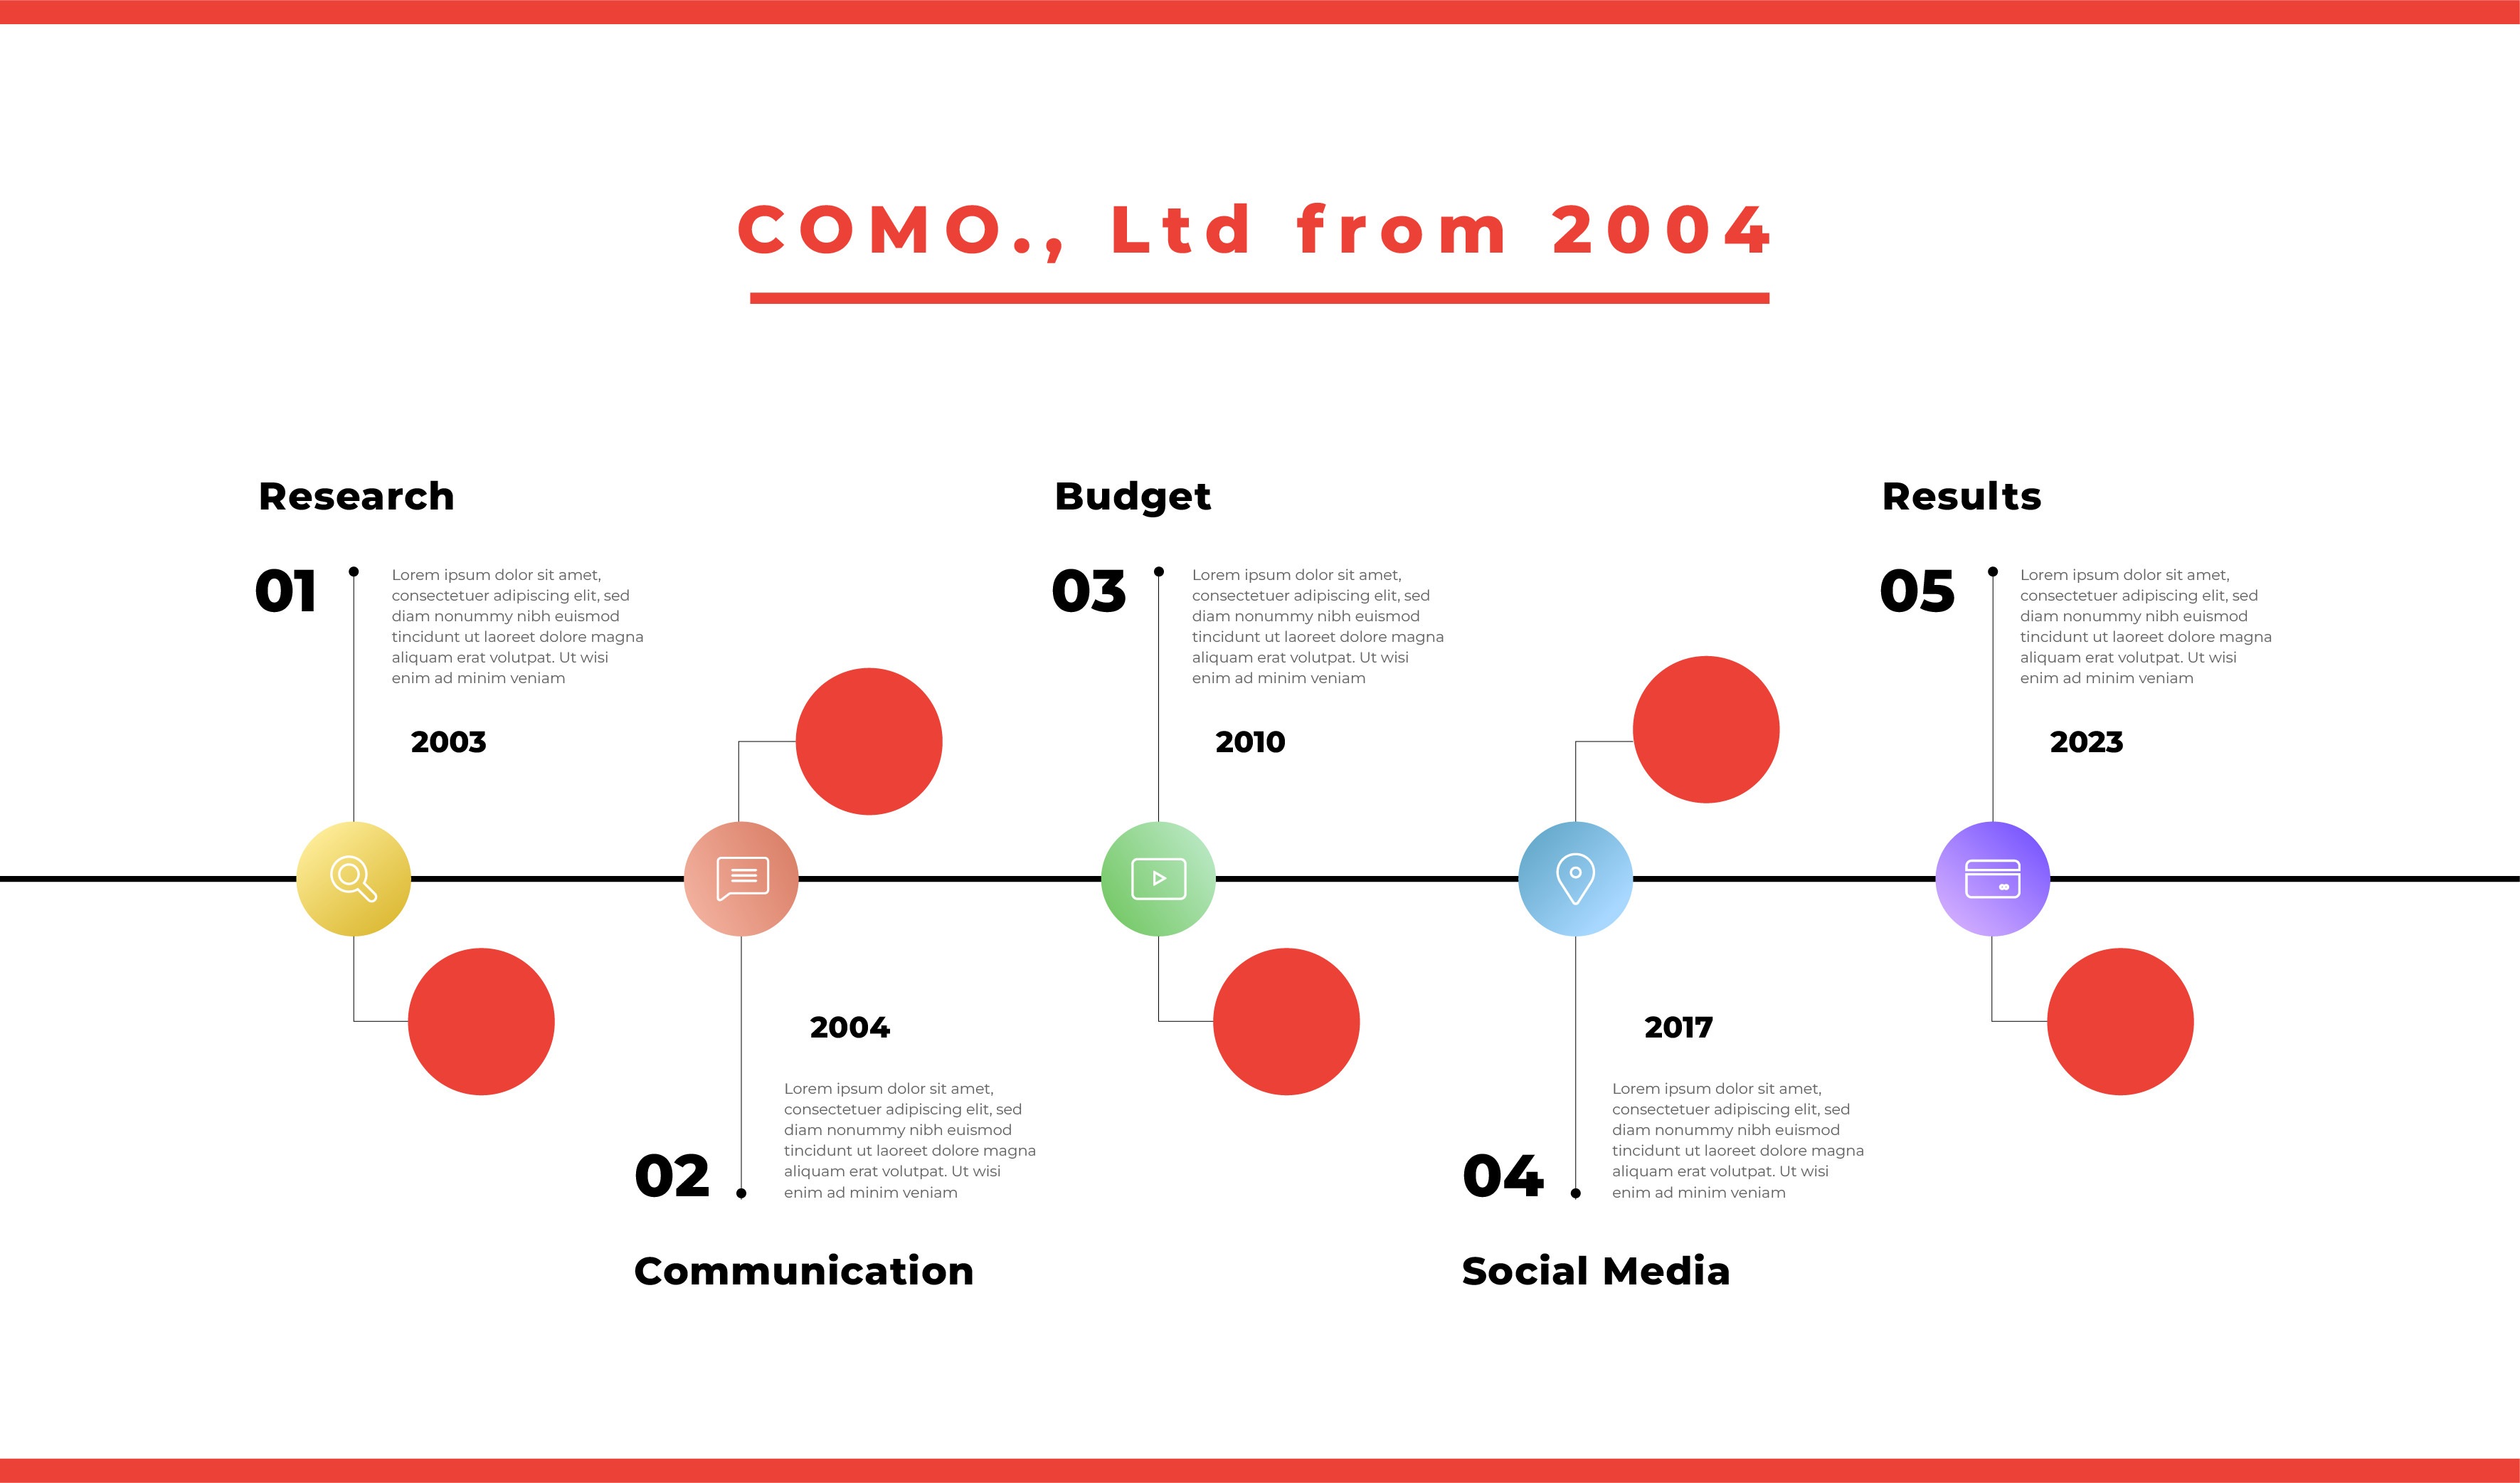 COMO., Ltd from 2004
Research
01
Lorem ipsum dolor sit amet,
consectetuer adipiscing elit, sed
diam nonummy nibh euismod
tincidunt ut laoreet dolore magna
aliquam erat volutpat. Ut wisi
enim ad minim veniam
2003
2004
Lorem ipsum dolor sit amet,
consectetuer adipiscing elit, sed
diam nonummy nibh euismod
tincidunt ut laoreet dolore magna
aliquam erat volutpat. Ut wisi
enim ad minim veniam
02
Communication
Budget
03
Lorem ipsum dolor sit amet,
consectetuer adipiscing elit, sed
diam nonummy nibh euismod
tincidunt ut laoreet dolore magna
aliquam erat volutpat. Ut wisi
enim ad minim veniam
2010
2017
Lorem ipsum dolor sit amet,
consectetuer adipiscing elit, sed
diam nonummy nibh euismod
tincidunt ut laoreet dolore magna
aliquam erat volutpat. Ut wisi
enim ad minim veniam
04
Social Media
Results
05
Lorem ipsum dolor sit amet,
consectetuer adipiscing elit, sed
diam nonummy nibh euismod
tincidunt ut laoreet dolore magna
aliquam erat volutpat. Ut wisi
enim ad minim veniam
2023